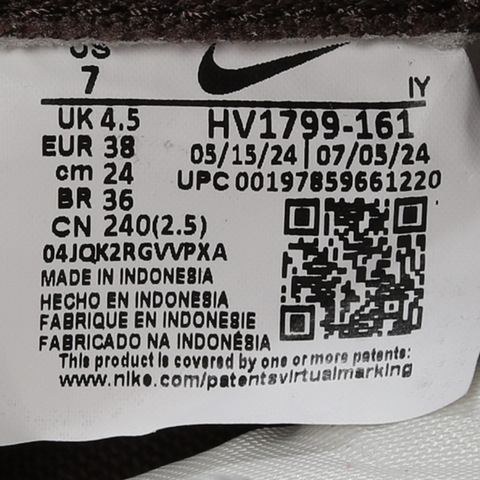 US
7
IY
UK 4.5
EUR 38
cm 24
BR 36
CN 240(2.5)
HV1799-161
05/15/24 | 07/05/24
UPC 00197859661220
04JQK2RGVVPXA
MADE IN INDONESIA
HECHO EN INDONESIA
FABRIQUE EN INDONESIE
FABRICADO NA INDONÉSIA
This product is covered by one or more patents:
www.nike.com/patentsvirtualmarking